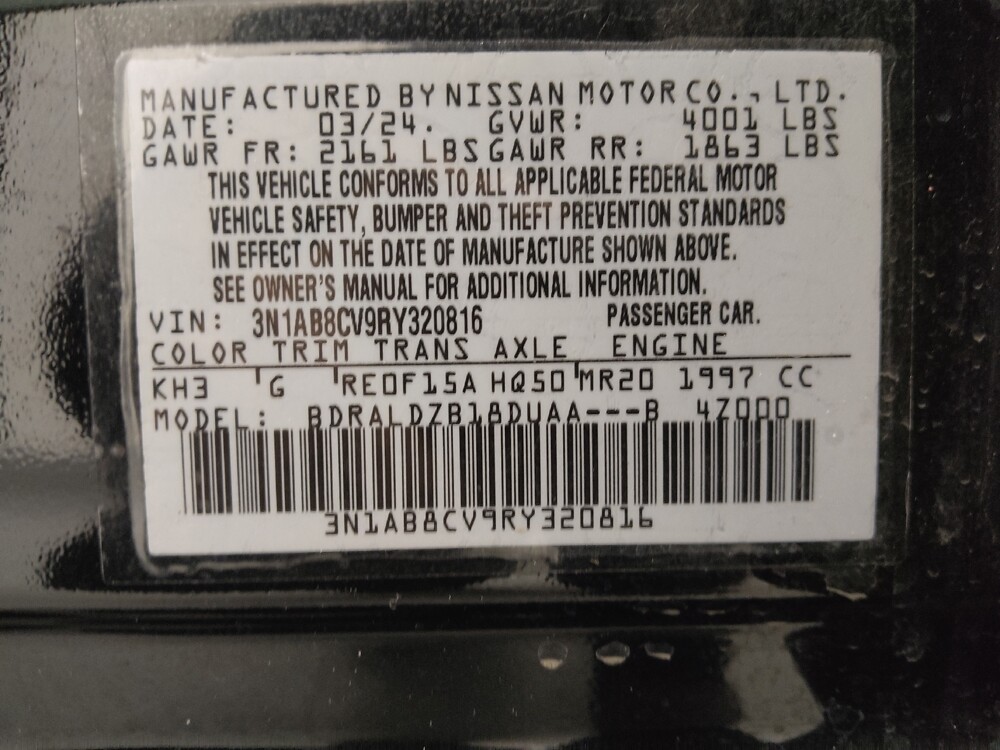 MANUFACTURED BY NISSAN MOTOR CO., LTD.
DATE: 03/24. GVWR: 4001 LBS
GAWR FR: 2161 LBS GAWR RR: 1863 LBS
THIS VEHICLE CONFORMS TO ALL APPLICABLE FEDERAL MOTOR
VEHICLE SAFETY, BUMPER AND THEFT PREVENTION STANDARDS
IN EFFECT ON THE DATE OF MANUFACTURE SHOWN ABOVE.
SEE OWNER'S MANUAL FOR ADDITIONAL INFORMATION.
VIN: 3N1AB8CV9RY320816 PASSENGER CAR.
COLOR TRIM TRANS AXLE ENGINE
KH3 G RE0F15A HQ50 MR20 1997 CC
MODEL: BDRALDZB18DUAA---B 4Z000
3N1AB8CV9RY320816